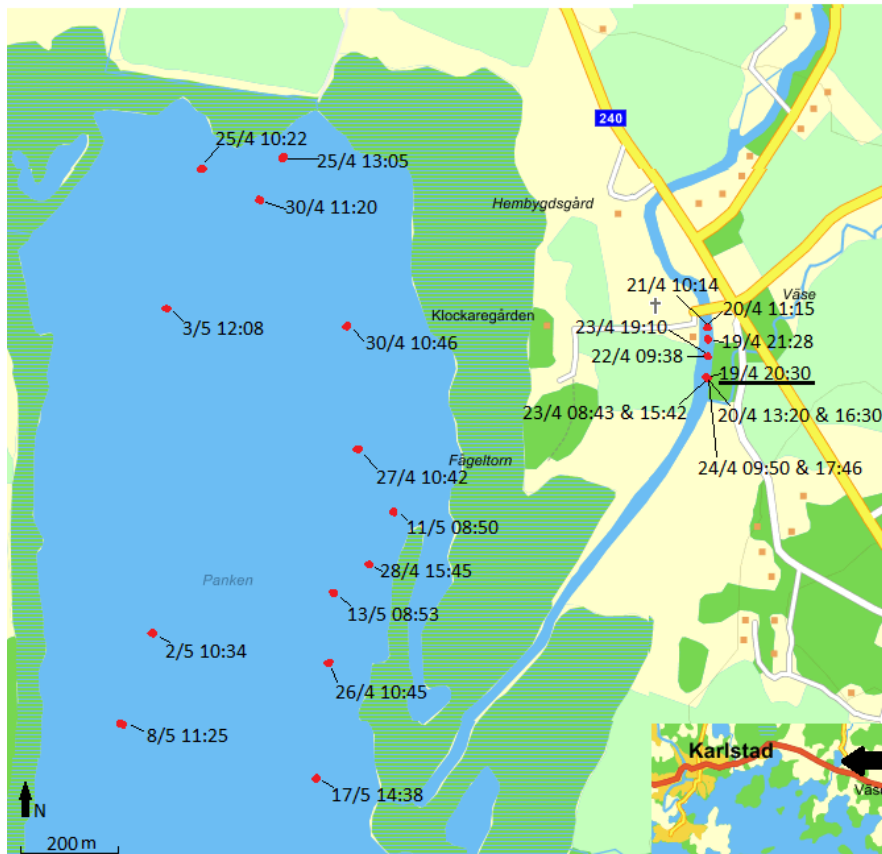 240
25/4 10:22
25/4 13:05
30/4 11:20
Hembygdsgård
21/4 10:14
Väse
20/4 11:15
3/5 12:08
Klockaregården
23/4 19:10
30/4 10:46
19/4 21:28
22/4 09:38
19/4 20:30
23/4 08:43 & 15:42
20/4 13:20 & 16:30
Fågeltorn
24/4 09:50 & 17:46
27/4 10:42
11/5 08:50
28/4 15:45
Panken
13/5 08:53
2/5 10:34
26/4 10:45
8/5 11:25
Karlstad
Väse
17/5 14:38
N
200 m